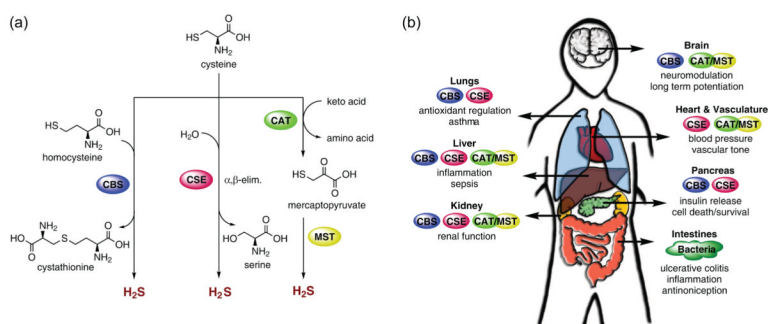 (a)
HS
O
OH
NH2
cysteine
HS
O
OH
NH2
homocysteine
CBS
O
HO
NH2
S
O
OH
NH2
cystathionine
H2S
H2O
CSE
α,β-elim.
HO
O
OH
NH2
serine
H2S
CAT
keto acid
amino acid
HS
O
OH
O
mercaptopyruvate
MST
H2S
(b)
Brain
CBS CAT/MST
neuromodulation
long term potentiation
Lungs
CBS CSE
antioxidant regulation
asthma
Heart & Vasculature
CSE CAT/MST
blood pressure
vascular tone
Liver
CBS CSE CAT/MST
inflammation
sepsis
Pancreas
CBS CSE
insulin release
cell death/survival
Kidney
CBS CSE CAT/MST
renal function
Intestines
Bacteria
ulcerative colitis
inflammation
antinoniception